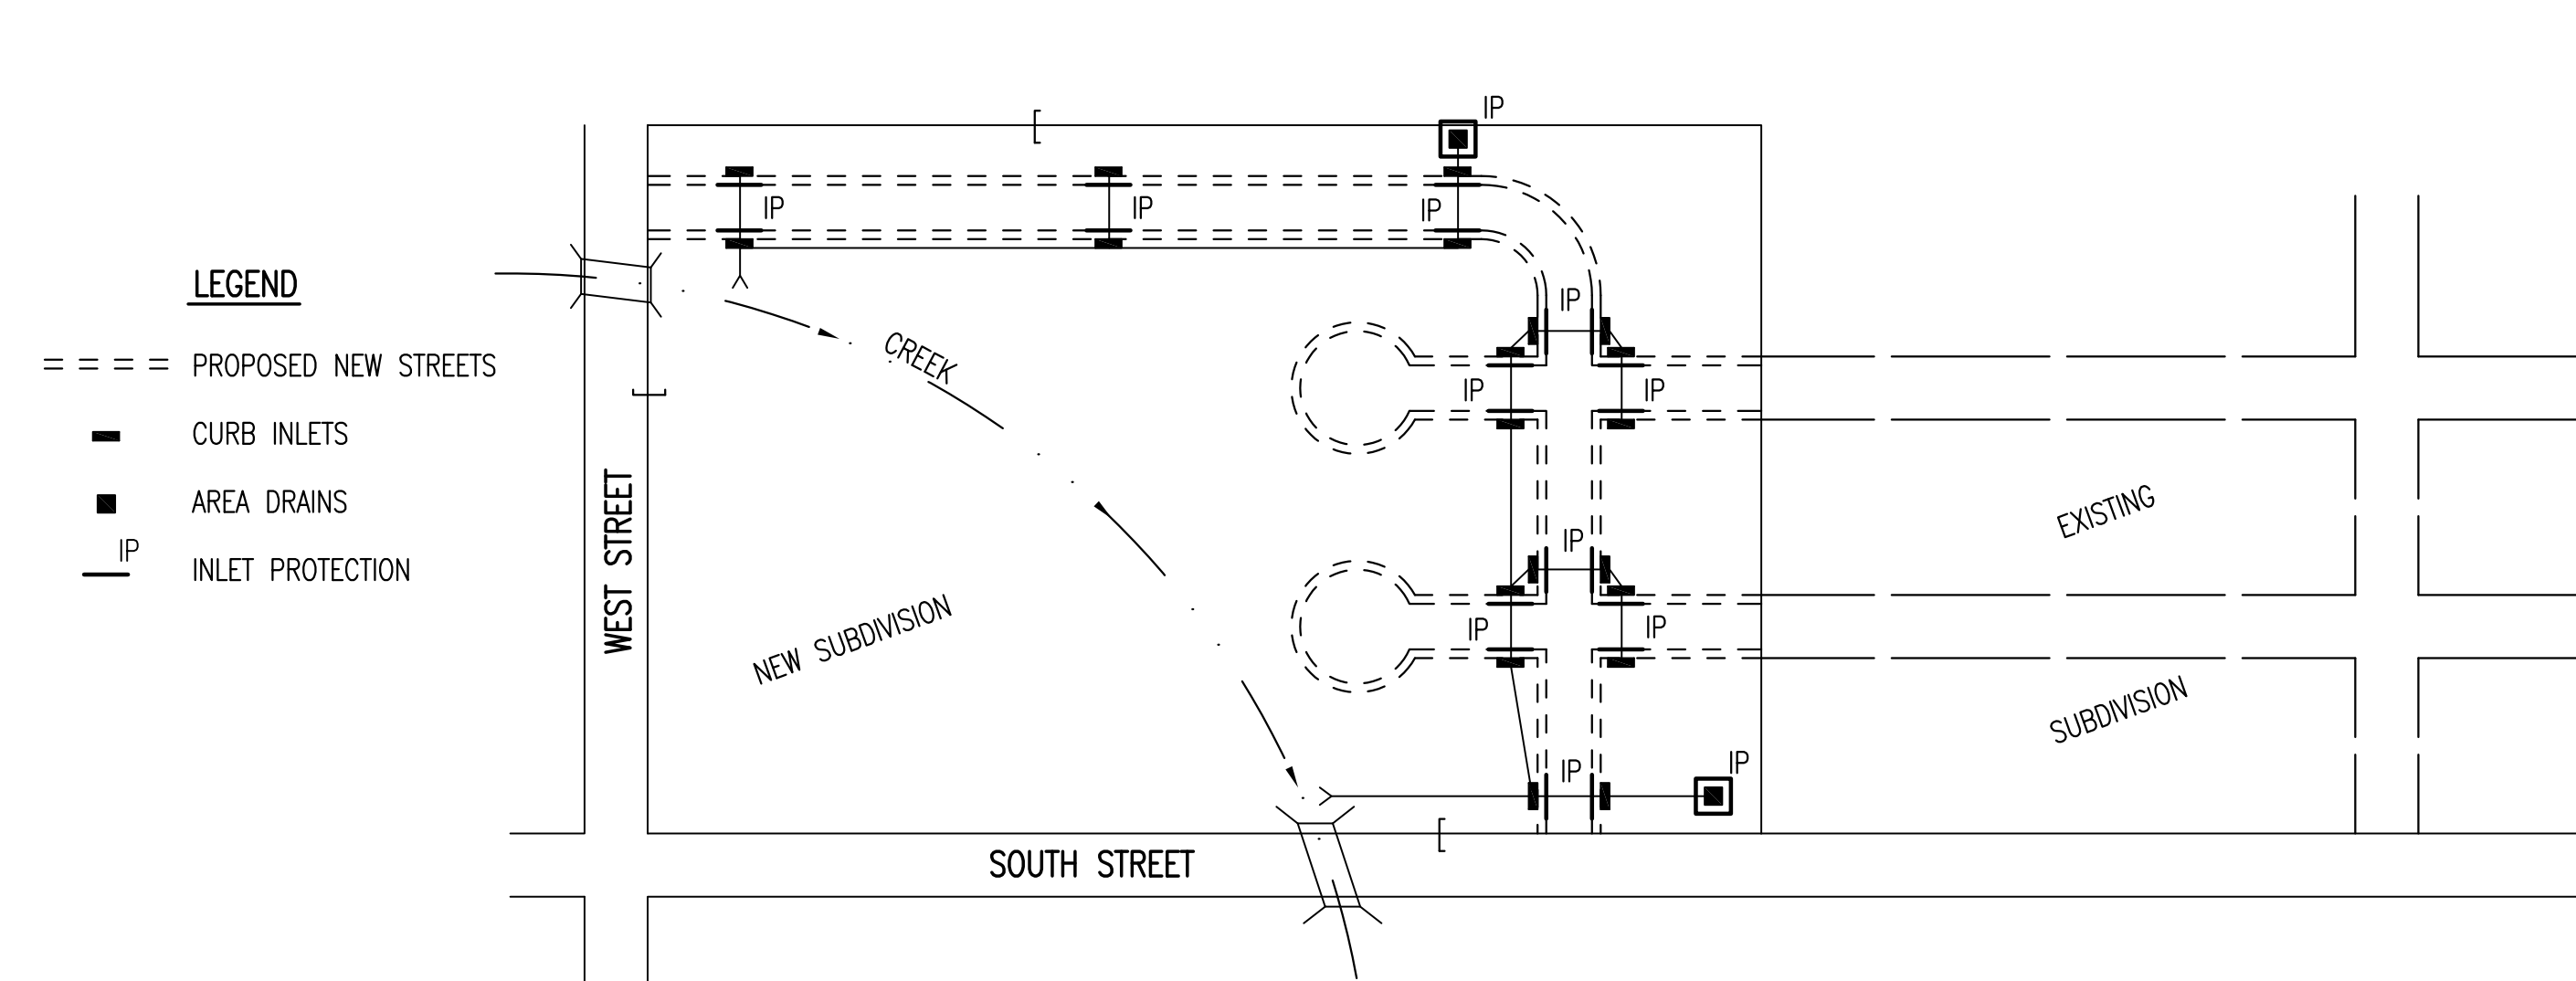 IP
IP
IP
IP
LEGEND
IP
CREEK
PROPOSED NEW STREETS
IP
IP
CURB INLETS
AREA DRAINS
EXISTING
IP
IP
INLET PROTECTION
WEST STREET
NEW SUBDIVISION
IP
IP
SUBDIVISION
IP
IP
SOUTH STREET